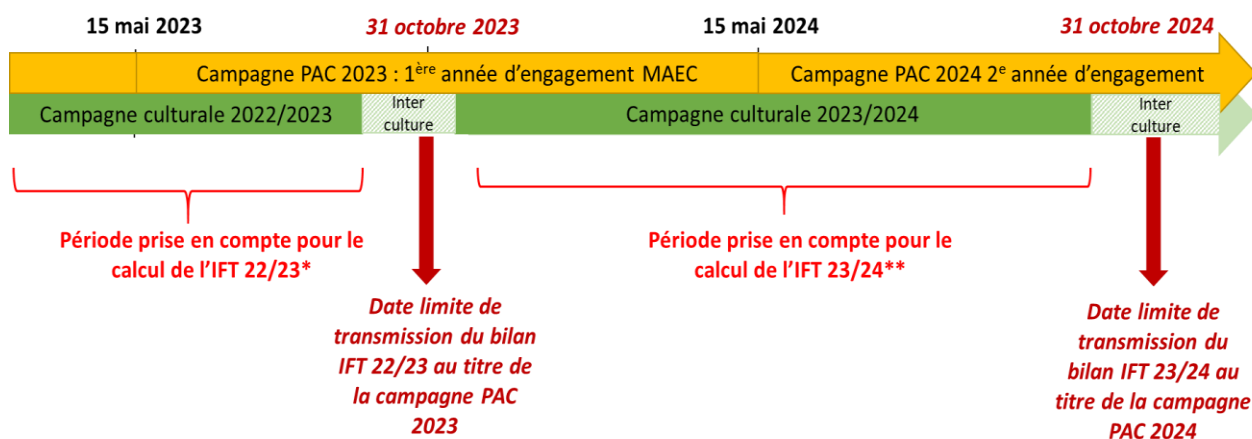 15 mai 2023
31 octobre 2023
15 mai 2024
31 octobre 2024
Campagne PAC 2023 : 1ère année d'engagement MAEC
Campagne PAC 2024 2e année d'engagement
Campagne culturale 2022/2023
Inter
culture
Campagne culturale 2023/2024
Inter
culture
Période prise en compte pour le
calcul de l'IFT 22/23*
Période prise en compte pour le
calcul de l'IFT 23/24**
Date limite de
transmission du bilan
IFT 22/23 au titre de
la campagne PAC
2023
Date limite de
transmission du
bilan IFT 23/24 au
titre de la campagne
PAC 2024